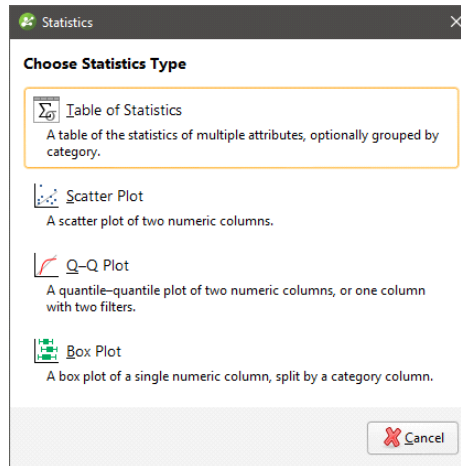 Statistics
Choose Statistics Type
Table of Statistics
A table of the statistics of multiple attributes, optionally grouped by
category.
Scatter Plot
A scatter plot of two numeric columns.
Q–Q Plot
A quantile–quantile plot of two numeric columns, or one column
with two filters.
Box Plot
A box plot of a single numeric column, split by a category column.
Cancel